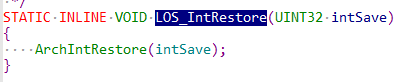 */
STATIC INLINE VOID LOS_IntRestore(UINT32 intSave)
{
    ArchIntRestore(intSave);
}